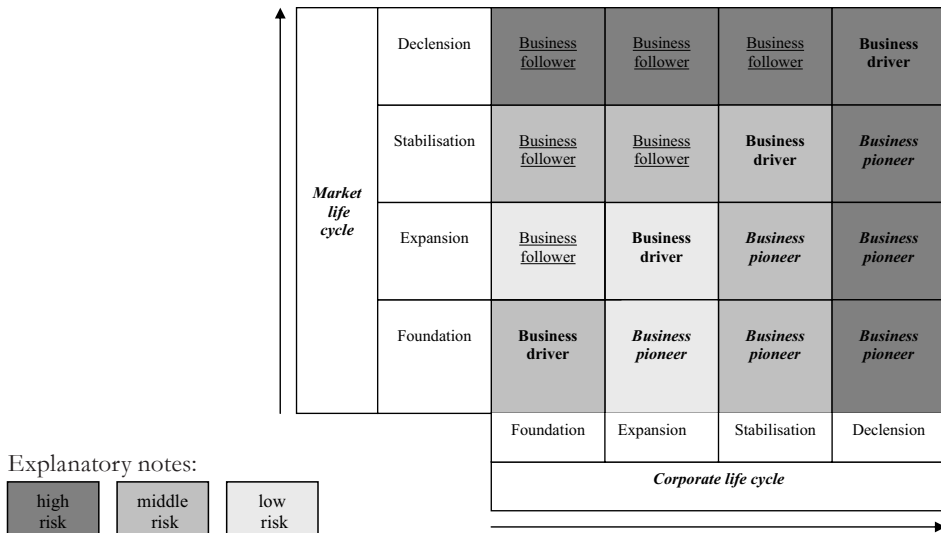 Declension
Business
follower
Business
follower
Business
follower
Business
driver
Stabilisation
Business
follower
Business
follower
Business
driver
Business
pioneer
Market
life
cycle
Expansion
Business
follower
Business
driver
Business
pioneer
Business
pioneer
Foundation
Business
driver
Business
pioneer
Business
pioneer
Business
pioneer
Foundation
Expansion
Stabilisation
Declension
Corporate life cycle
Explanatory notes:
high
risk
middle
risk
low
risk